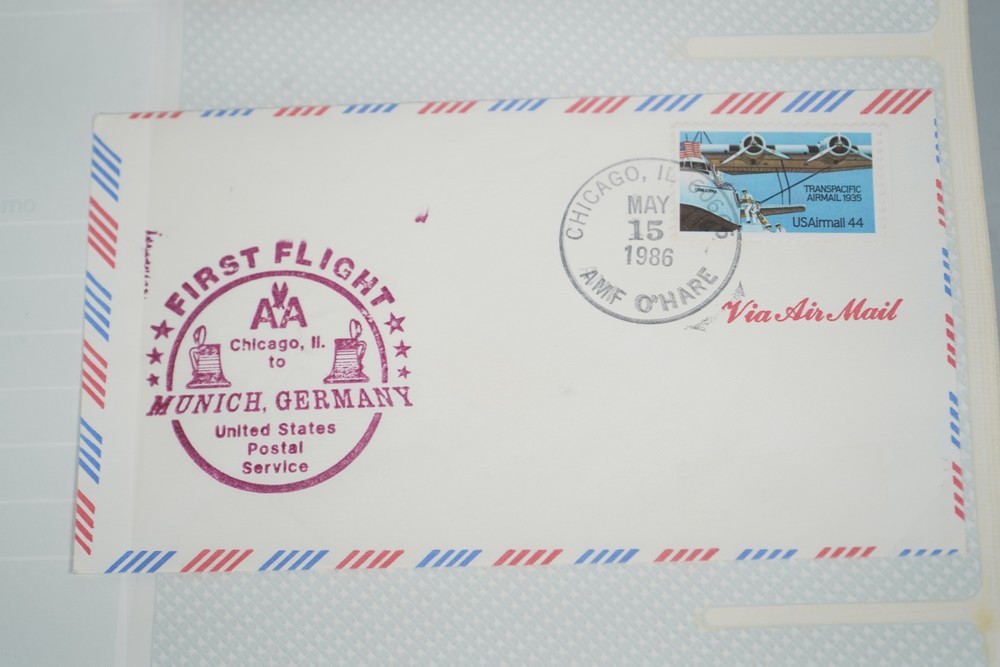 TRANSPACIFIC
AIRMAIL 1935
USAirmail 44
CHICAGO, IL
MAY
15
1986
AMF O'HARE
Via Air Mail
FIRST FLIGHT
AA
Chicago, Il.
to
MUNICH, GERMANY
United States
Postal
Service